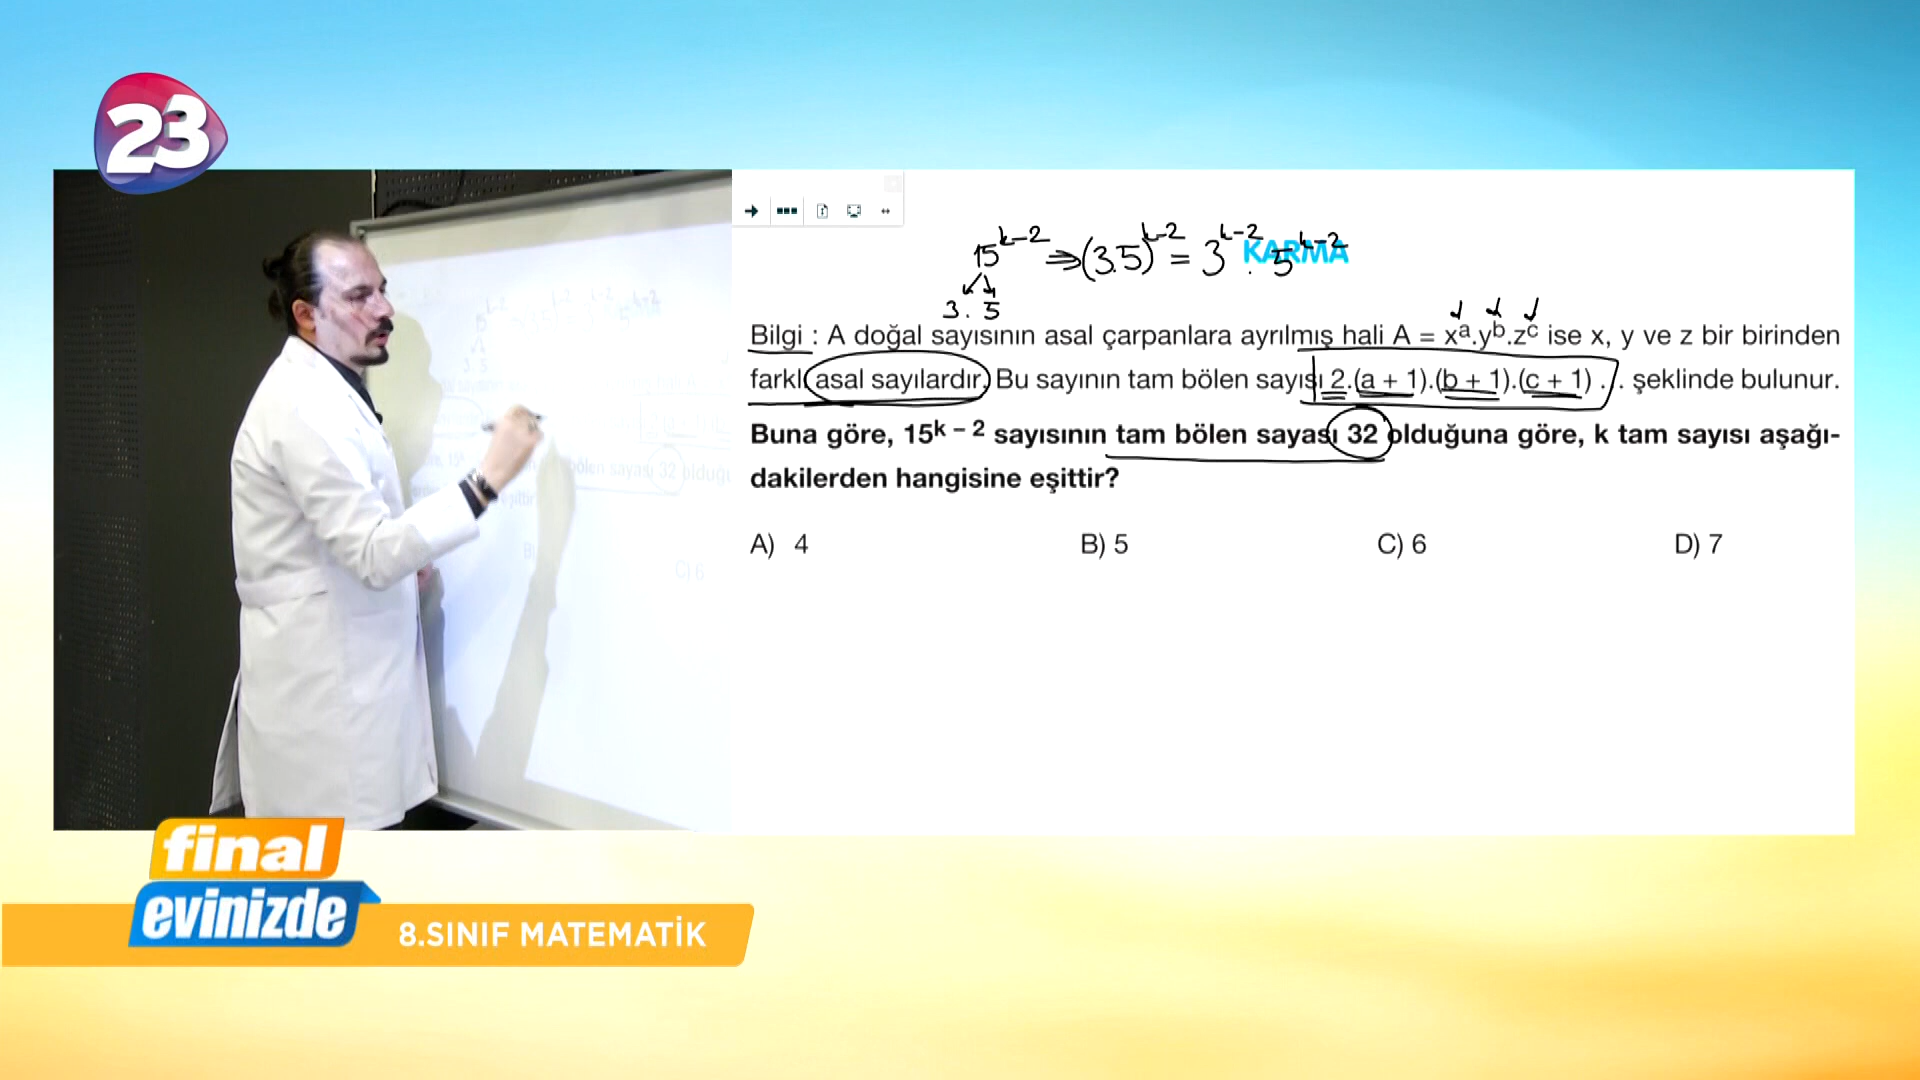 23
15^k-2 ⇒ (3.5)^k-2 = 3^k-2 . 5^k-2
KARMA
3 . 5
Bilgi : A doğal sayısının asal çarpanlara ayrılmış hali A = x^a.y^b.z^c ise x, y ve z bir birinden
farklı asal sayılardır. Bu sayının tam bölen sayısı 2.(a + 1).(b + 1).(c + 1) . . . şeklinde bulunur.
Buna göre, 15^k – 2 sayısının tam bölen sayası 32 olduğuna göre, k tam sayısı aşağı-
dakilerden hangisine eşittir?
A) 4 B) 5 C) 6 D) 7
final
evinizde
8.SINIF MATEMATİK